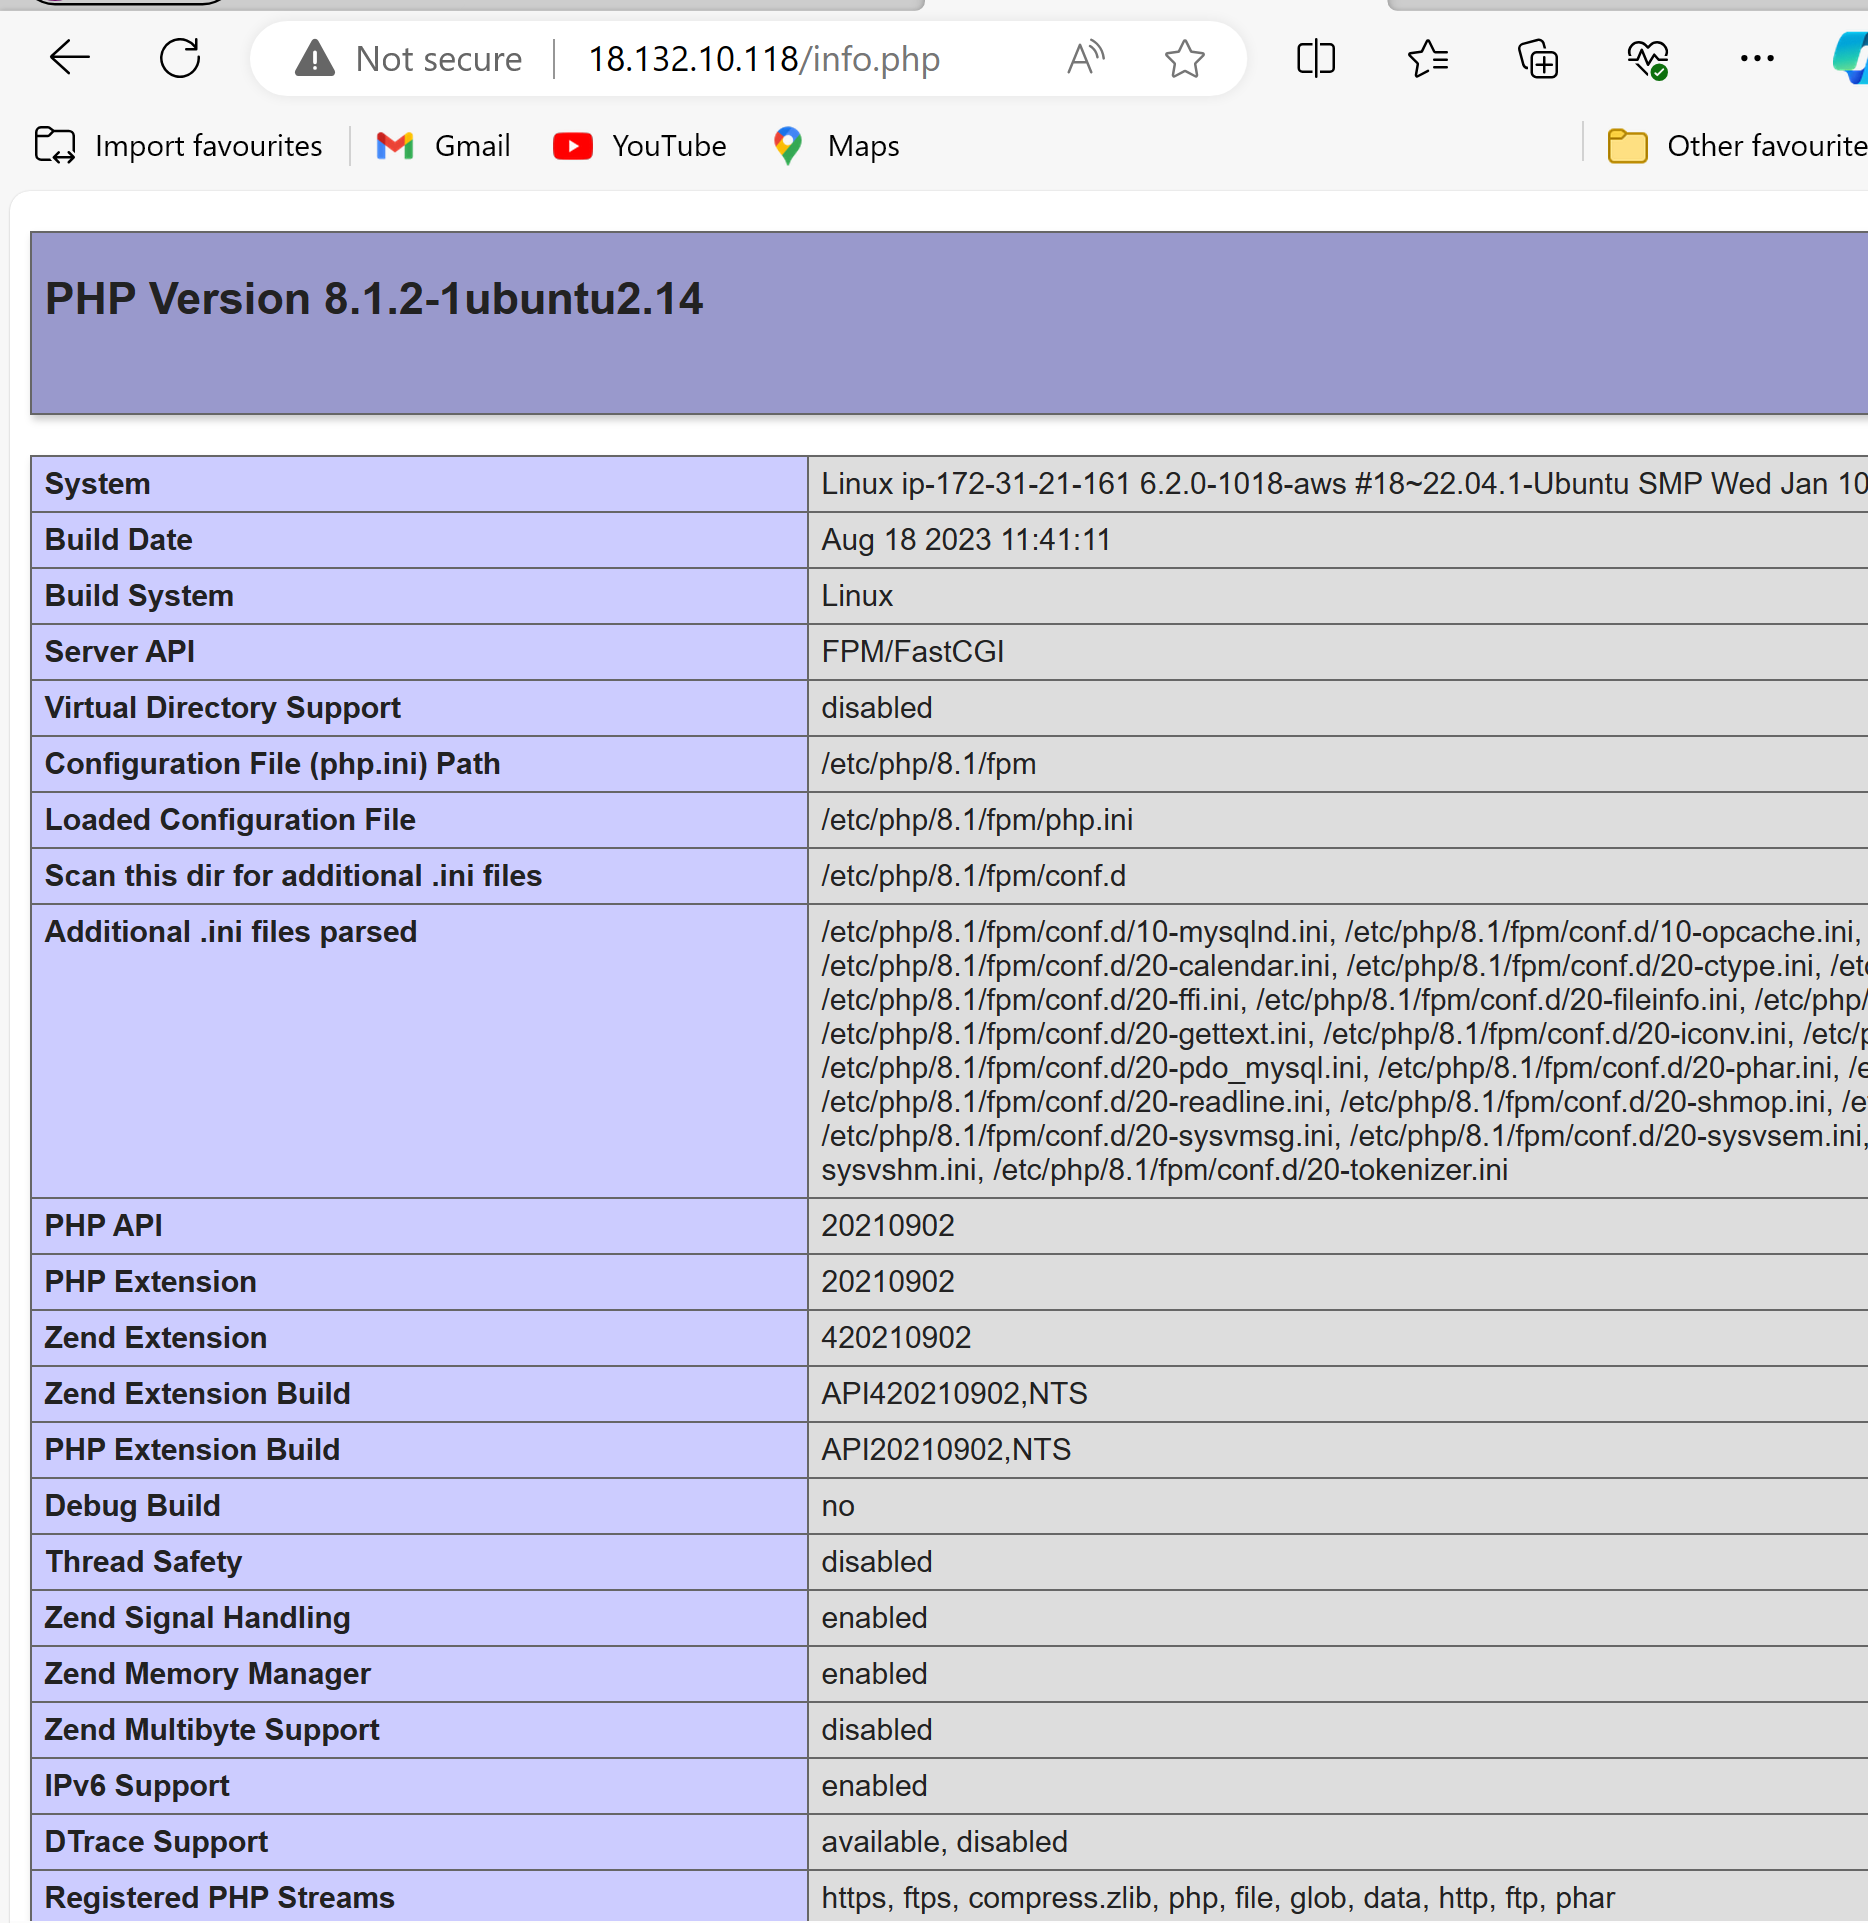 Not secure 18.132.10.118/info.php
Import favourites Gmail YouTube Maps Other favourite
PHP Version 8.1.2-1ubuntu2.14
System Linux ip-172-31-21-161 6.2.0-1018-aws #18~22.04.1-Ubuntu SMP Wed Jan 10
Build Date Aug 18 2023 11:41:11
Build System Linux
Server API FPM/FastCGI
Virtual Directory Support disabled
Configuration File (php.ini) Path /etc/php/8.1/fpm
Loaded Configuration File /etc/php/8.1/fpm/php.ini
Scan this dir for additional .ini files /etc/php/8.1/fpm/conf.d
Additional .ini files parsed /etc/php/8.1/fpm/conf.d/10-mysqlnd.ini, /etc/php/8.1/fpm/conf.d/10-opcache.ini,
/etc/php/8.1/fpm/conf.d/20-calendar.ini, /etc/php/8.1/fpm/conf.d/20-ctype.ini, /etc
/etc/php/8.1/fpm/conf.d/20-ffi.ini, /etc/php/8.1/fpm/conf.d/20-fileinfo.ini, /etc/php/
/etc/php/8.1/fpm/conf.d/20-gettext.ini, /etc/php/8.1/fpm/conf.d/20-iconv.ini, /etc/p
/etc/php/8.1/fpm/conf.d/20-pdo_mysql.ini, /etc/php/8.1/fpm/conf.d/20-phar.ini, /e
/etc/php/8.1/fpm/conf.d/20-readline.ini, /etc/php/8.1/fpm/conf.d/20-shmop.ini, /e
/etc/php/8.1/fpm/conf.d/20-sysvmsg.ini, /etc/php/8.1/fpm/conf.d/20-sysvsem.ini,
sysvshm.ini, /etc/php/8.1/fpm/conf.d/20-tokenizer.ini
PHP API 20210902
PHP Extension 20210902
Zend Extension 420210902
Zend Extension Build API420210902,NTS
PHP Extension Build API20210902,NTS
Debug Build no
Thread Safety disabled
Zend Signal Handling enabled
Zend Memory Manager enabled
Zend Multibyte Support disabled
IPv6 Support enabled
DTrace Support available, disabled
Registered PHP Streams https, ftps, compress.zlib, php, file, glob, data, http, ftp, phar